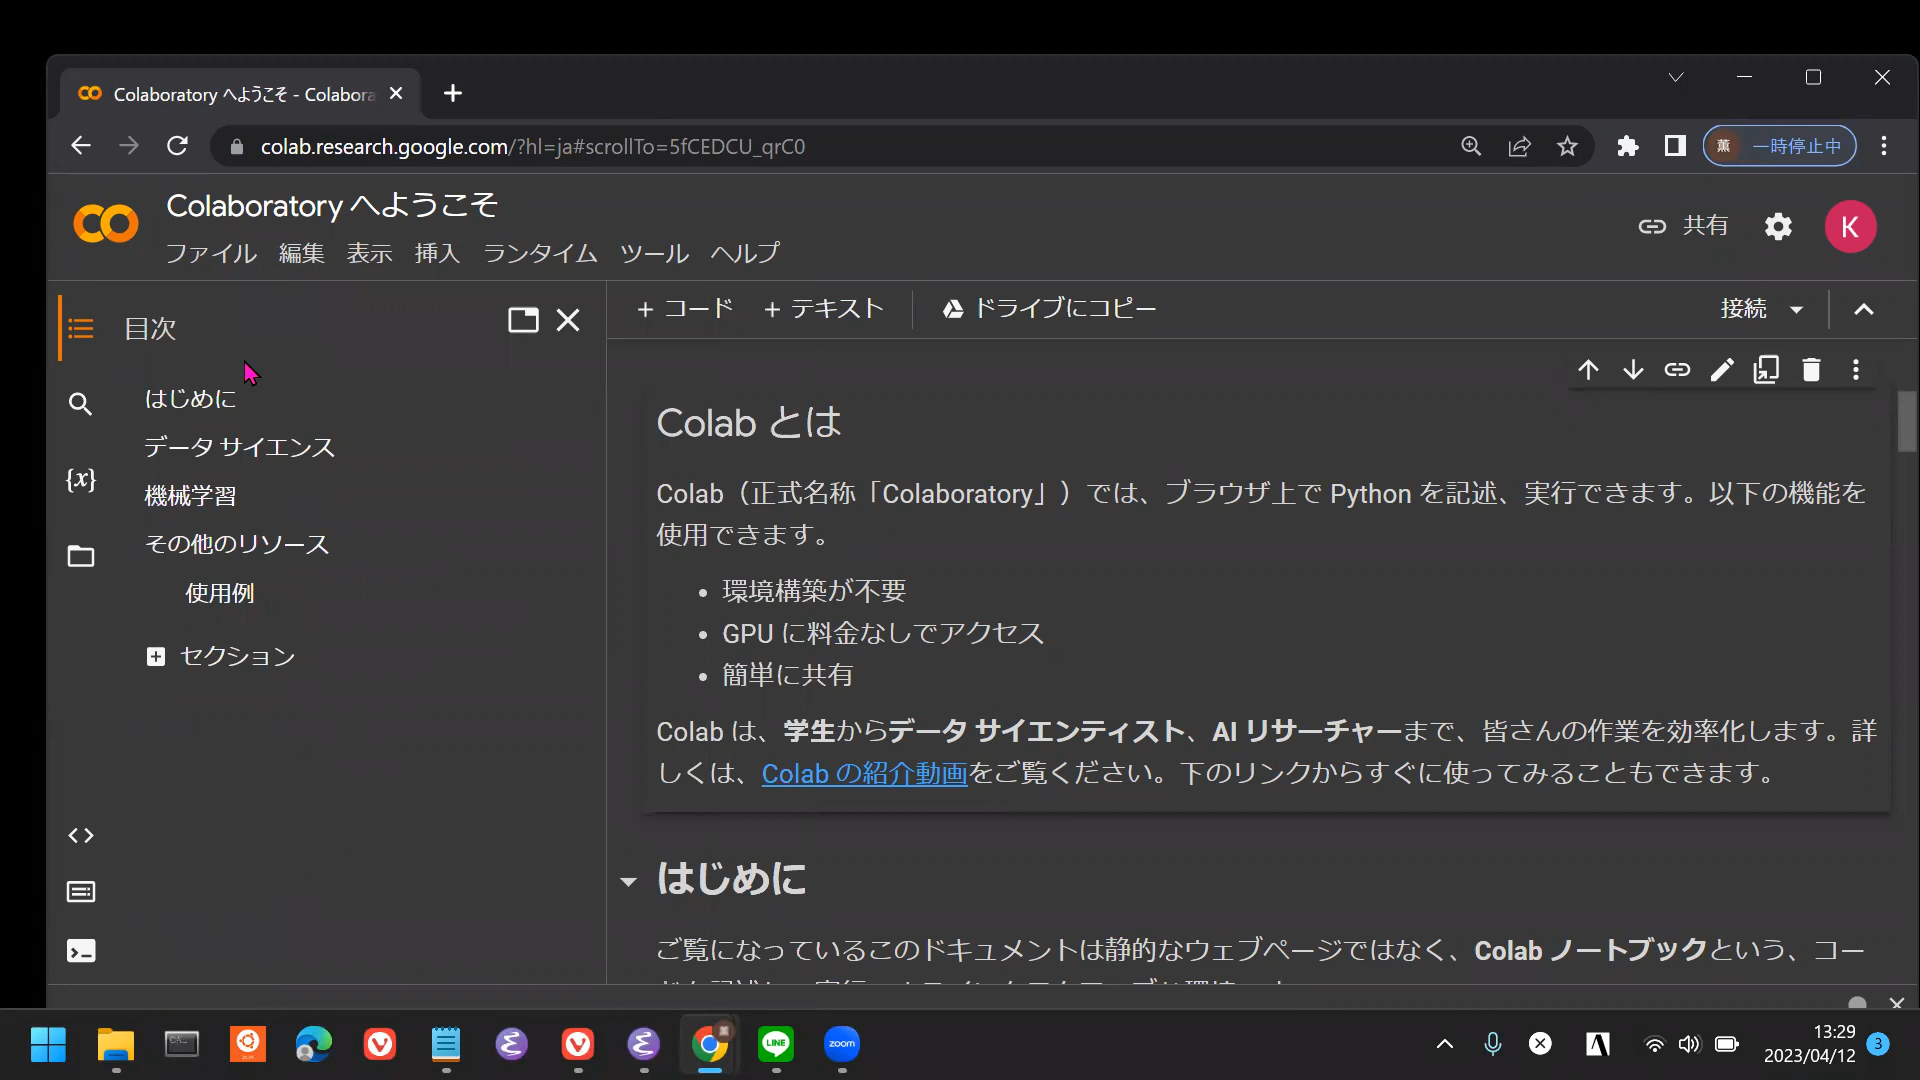 Colaboratory へようこそ - Colabora
colab.research.google.com/?hl=ja#scrollTo=5fCEDCU_qrC0
薫 一時停止中
Colaboratory へようこそ
ファイル 編集 表示 挿入 ランタイム ツール ヘルプ
共有
K
目次
はじめに
データ サイエンス
機械学習
その他のリソース
使用例
セクション
{x}
+ コード + テキスト ドライブにコピー
接続
Colab とは
Colab（正式名称「Colaboratory」）では、ブラウザ上で Python を記述、実行できます。以下の機能を
使用できます。
• 環境構築が不要
• GPU に料金なしでアクセス
• 簡単に共有
Colab は、学生からデータ サイエンティスト、AI リサーチャーまで、皆さんの作業を効率化します。詳
しくは、Colab の紹介動画をご覧ください。下のリンクからすぐに使ってみることもできます。
はじめに
ご覧になっているこのドキュメントは静的なウェブページではなく、Colab ノートブックという、コー
LINE
zoom
A
13:29
2023/04/12
3